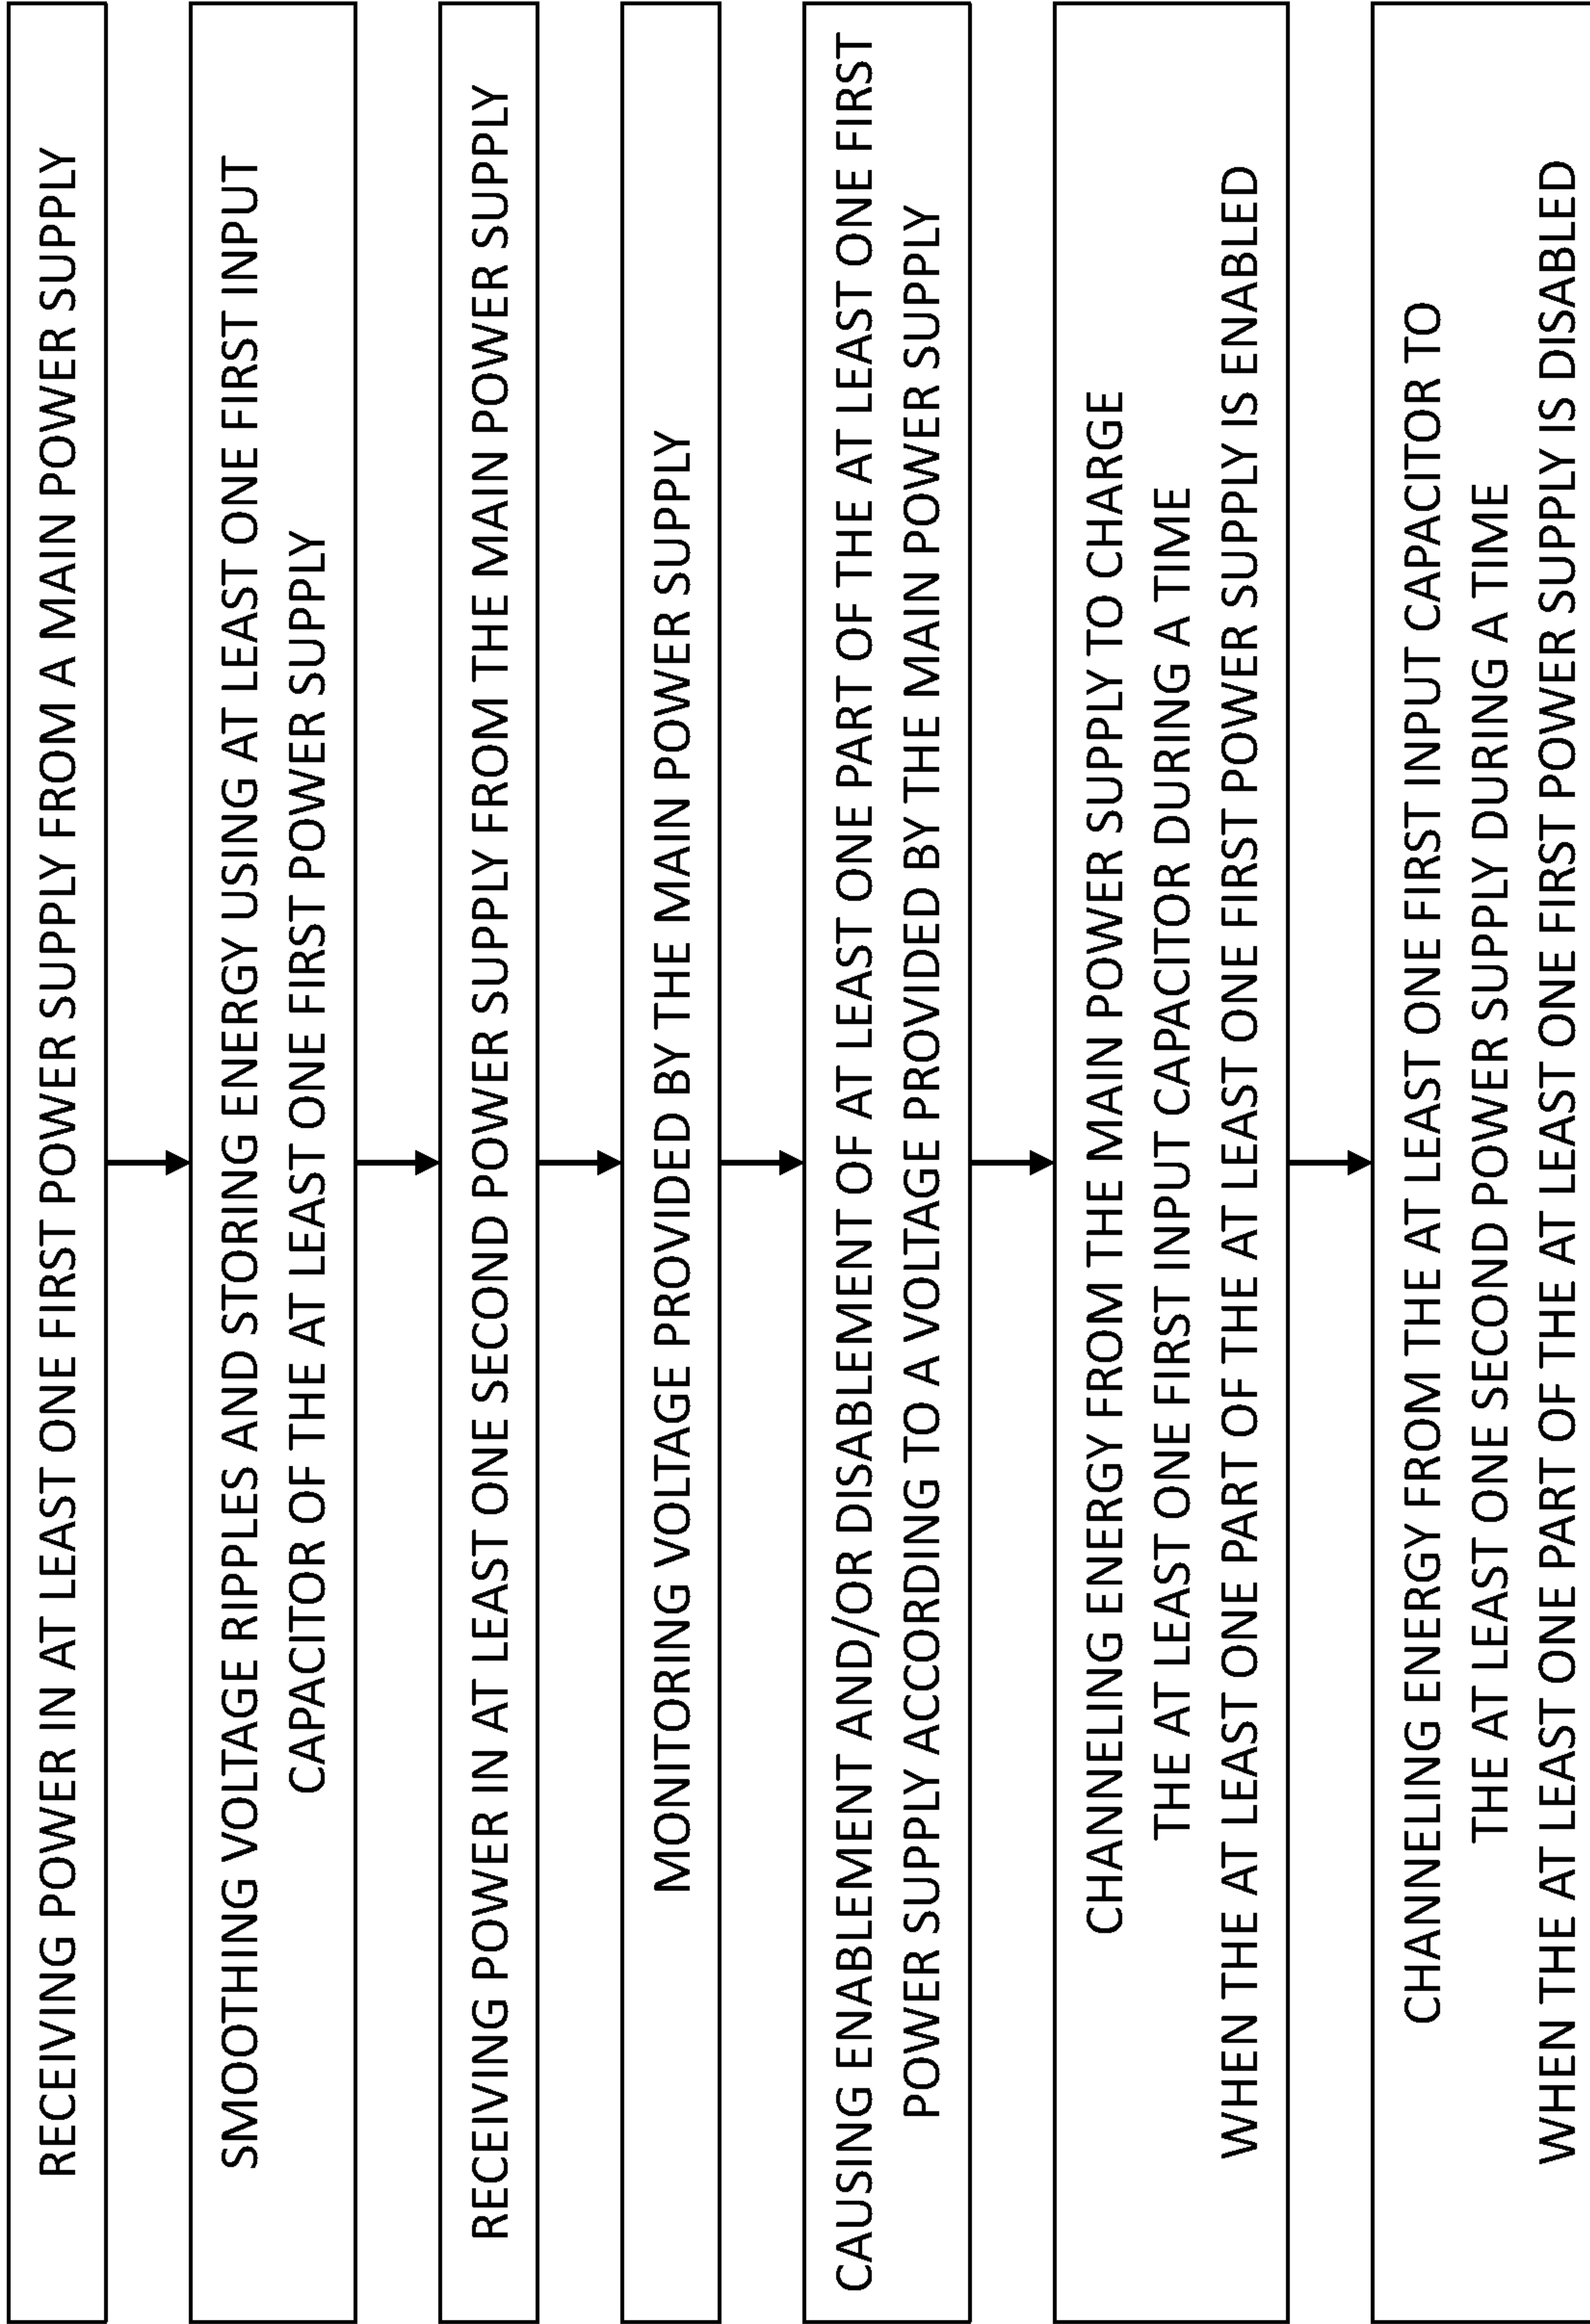 RECEIVING POWER IN AT LEAST ONE FIRST POWER SUPPLY FROM A MAIN POWER SUPPLY
SMOOTHING VOLTAGE RIPPLES AND STORING ENERGY USING AT LEAST ONE FIRST INPUT
CAPACITOR OF THE AT LEAST ONE FIRST POWER SUPPLY
RECEIVING POWER IN AT LEAST ONE SECOND POWER SUPPLY FROM THE MAIN POWER SUPPLY
MONITORING VOLTAGE PROVIDED BY THE MAIN POWER SUPPLY
CAUSING ENABLEMENT AND/OR DISABLEMENT OF AT LEAST ONE PART OF THE AT LEAST ONE FIRST
POWER SUPPLY ACCORDING TO A VOLTAGE PROVIDED BY THE MAIN POWER SUPPLY
CHANNELING ENERGY FROM THE MAIN POWER SUPPLY TO CHARGE
THE AT LEAST ONE FIRST INPUT CAPACITOR DURING A TIME
WHEN THE AT LEAST ONE PART OF THE AT LEAST ONE FIRST POWER SUPPLY IS ENABLED
CHANNELING ENERGY FROM THE AT LEAST ONE FIRST INPUT CAPACITOR TO
THE AT LEAST ONE SECOND POWER SUPPLY DURING A TIME
WHEN THE AT LEAST ONE PART OF THE AT LEAST ONE FIRST POWER SUPPLY IS DISABLED